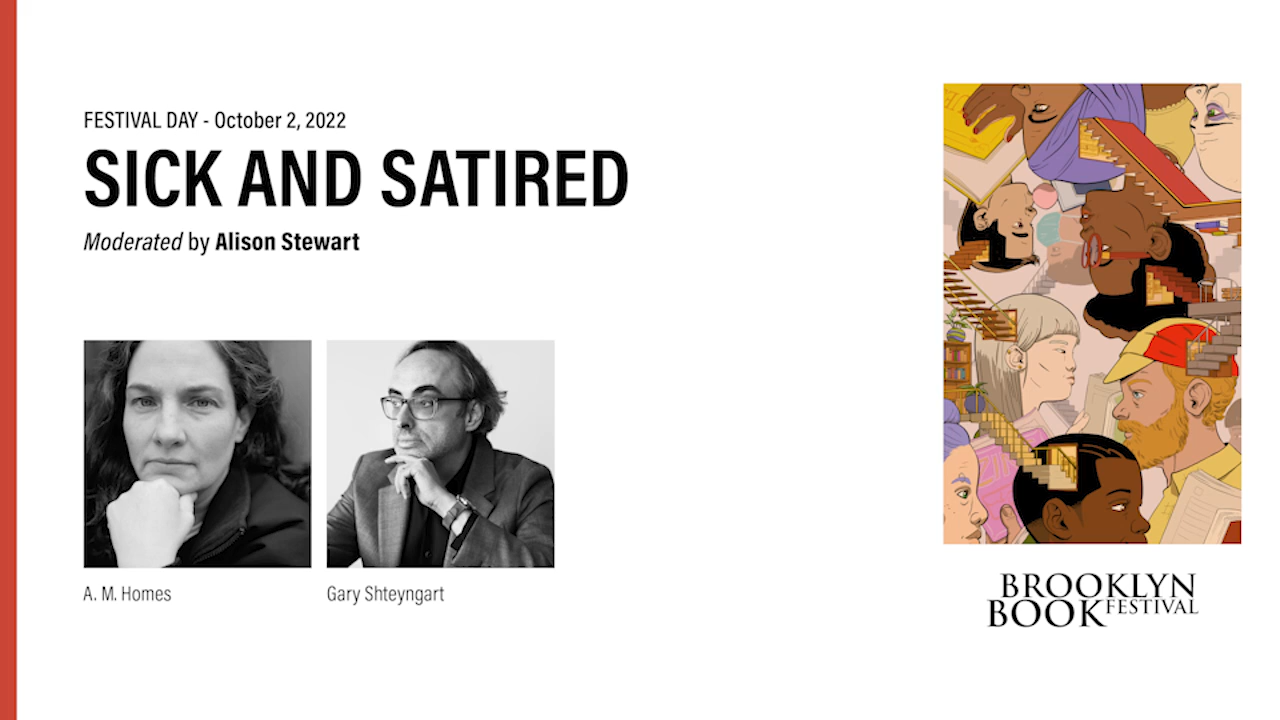 FESTIVAL DAY - October 2, 2022
SICK AND SATIRED
Moderated by Alison Stewart
A. M. Homes
Gary Shteyngart
BROOKLYN
BOOK FESTIVAL